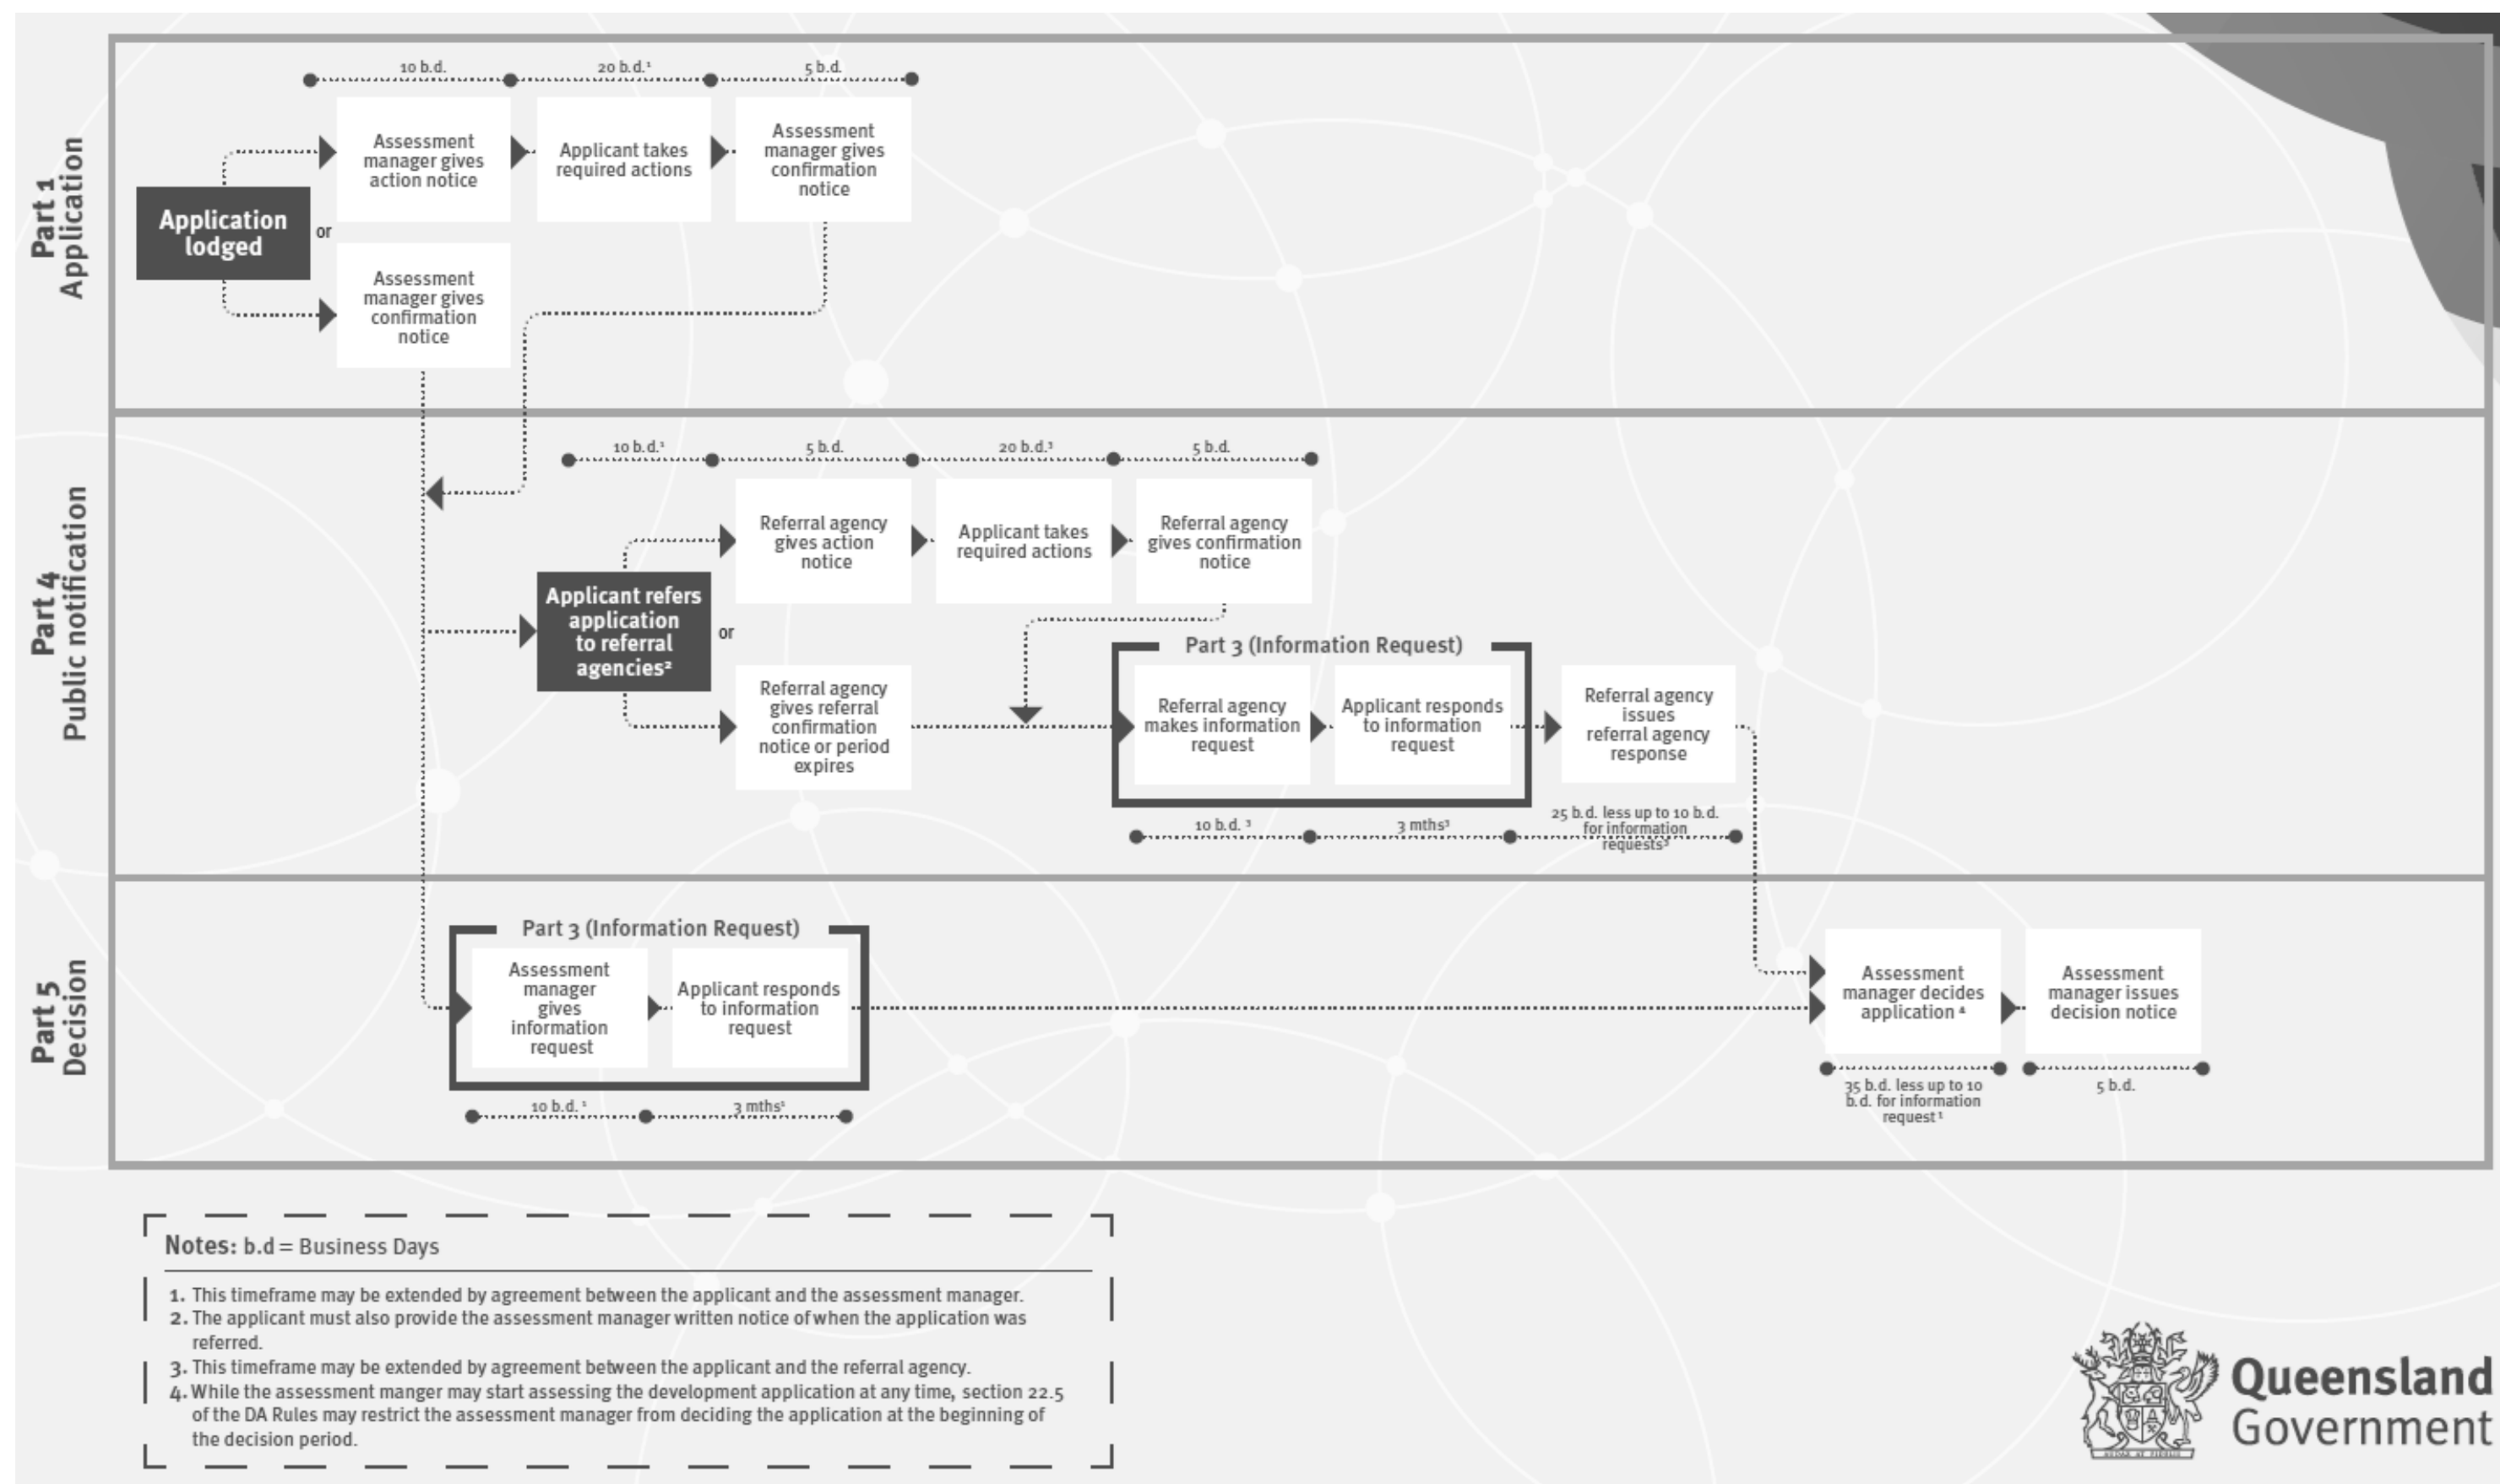 Part 1
Application
10 b.d.
20 b.d.¹
5 b.d.
Application
lodged
or
Assessment
manager gives
action notice
Applicant takes
required actions
Assessment
manager gives
confirmation
notice
Assessment
manager gives
confirmation
notice
Part 4
Public notification
10 b.d.¹
5 b.d.
20 b.d.³
5 b.d.
Applicant refers
application
to referral
agencies²
or
Referral agency
gives action
notice
Applicant takes
required actions
Referral agency
gives confirmation
notice
Referral agency
gives referral
confirmation
notice or period
expires
Part 3 (Information Request)
Referral agency
makes information
request
Applicant responds
to information
request
Referral agency
issues
referral agency
response
10 b.d. ³
3 mths³
25 b.d. less up to 10 b.d.
for information
requests³
Part 5
Decision
Part 3 (Information Request)
Assessment
manager
gives
information
request
Applicant responds
to information
request
10 b.d. ¹
3 mths¹
Assessment
manager decides
application ⁴
Assessment
manager issues
decision notice
35 b.d. less up to 10
b.d. for information
request ¹
5 b.d.
Notes: b.d = Business Days
1. This timeframe may be extended by agreement between the applicant and the assessment manager.
2. The applicant must also provide the assessment manager written notice of when the application was
referred.
3. This timeframe may be extended by agreement between the applicant and the referral agency.
4. While the assessment manger may start assessing the development application at any time, section 22.5
of the DA Rules may restrict the assessment manager from deciding the application at the beginning of
the decision period.
Queensland
Government